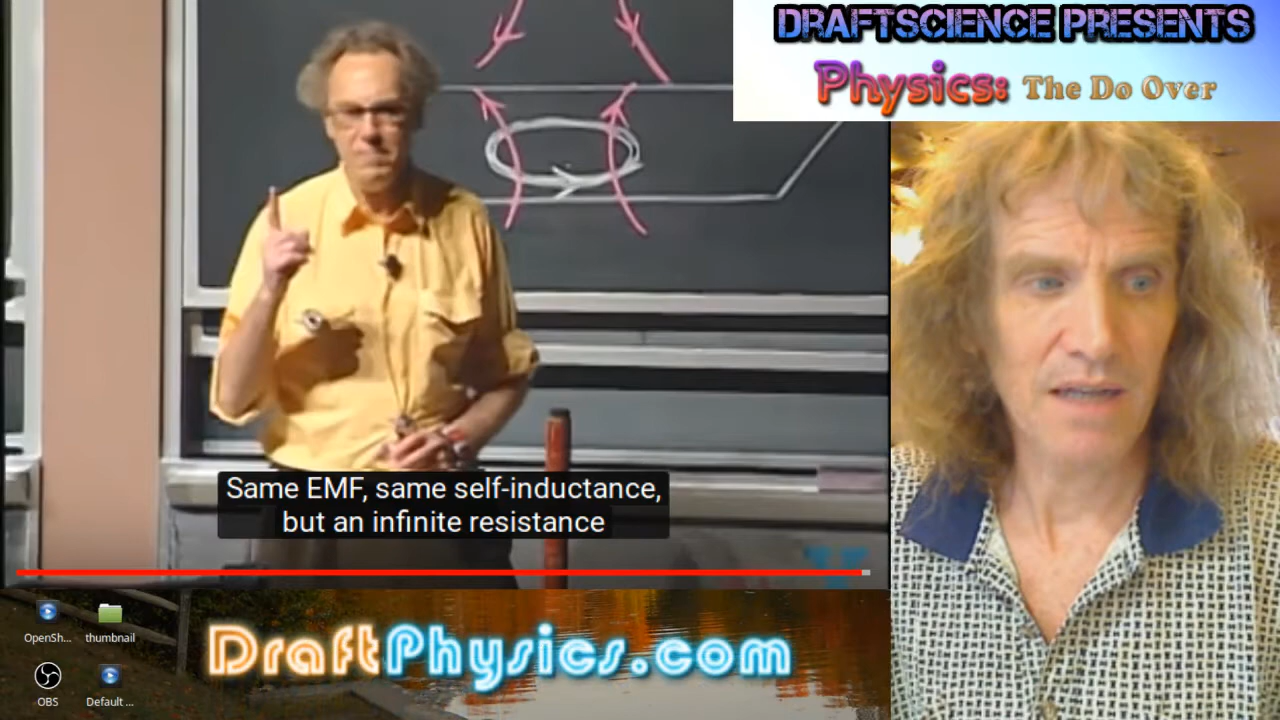 DRAFTSCIENCE PRESENTS
Physics: The Do Over
Same EMF, same self-inductance,
but an infinite resistance
OpenSh... thumbnail
DraftPhysics.com
OBS Default ...